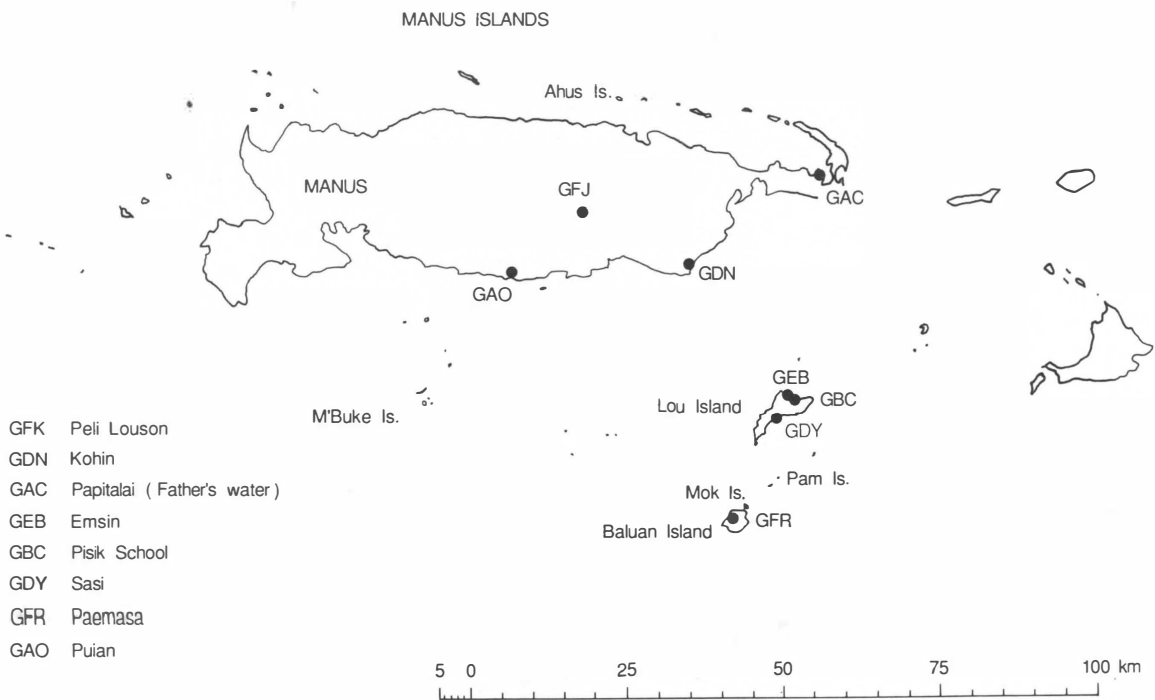 MANUS ISLANDS
Ahus Is.
MANUS
GFJ
GAC
GDN
GAO
GEB
Lou Island
GBC
M'Buke Is.
GDY
Pam Is.
Mok Is.
Baluan Island
GFR
GFK Peli Louson
GDN Kohin
GAC Papitalai ( Father's water )
GEB Emsin
GBC Pisik School
GDY Sasi
GFR Paemasa
GAO Puian
5 0 25 50 75 100 km